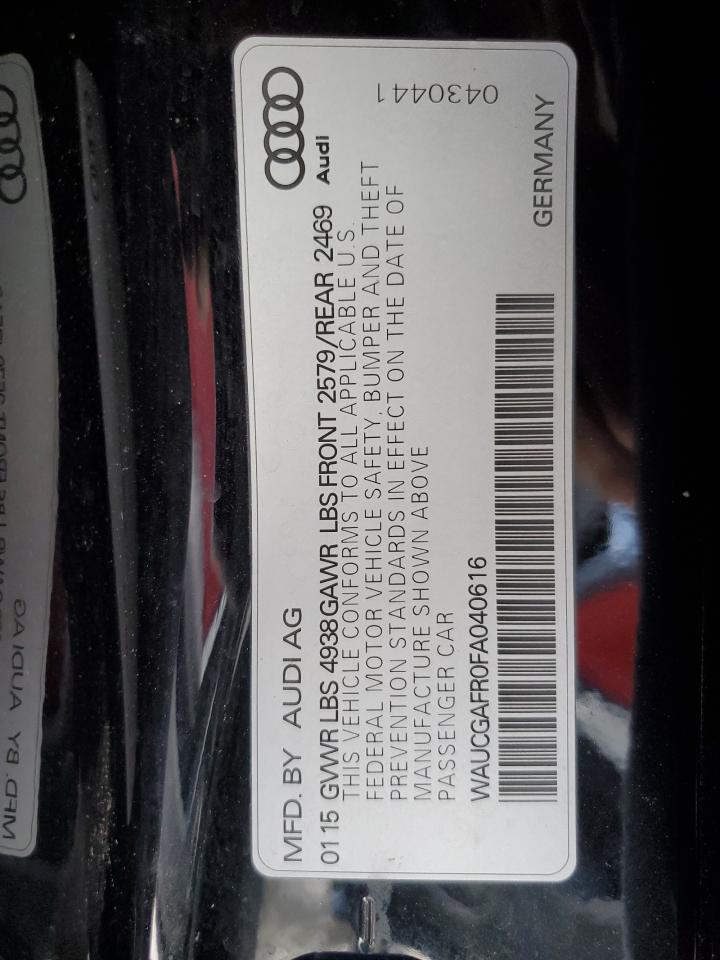 MFD. BY AUDI AG
0115 GVWR LBS 4938 GAWR LBS FRONT 2579/REAR 2469
Audi
THIS VEHICLE CONFORMS TO ALL APPLICABLE U.S.
FEDERAL MOTOR VEHICLE SAFETY, BUMPER AND THEFT
PREVENTION STANDARDS IN EFFECT ON THE DATE OF
MANUFACTURE SHOWN ABOVE
PASSENGER CAR
WAUCGAFR0FA040616
GERMANY
0430441
MFD. BY AUDI AG